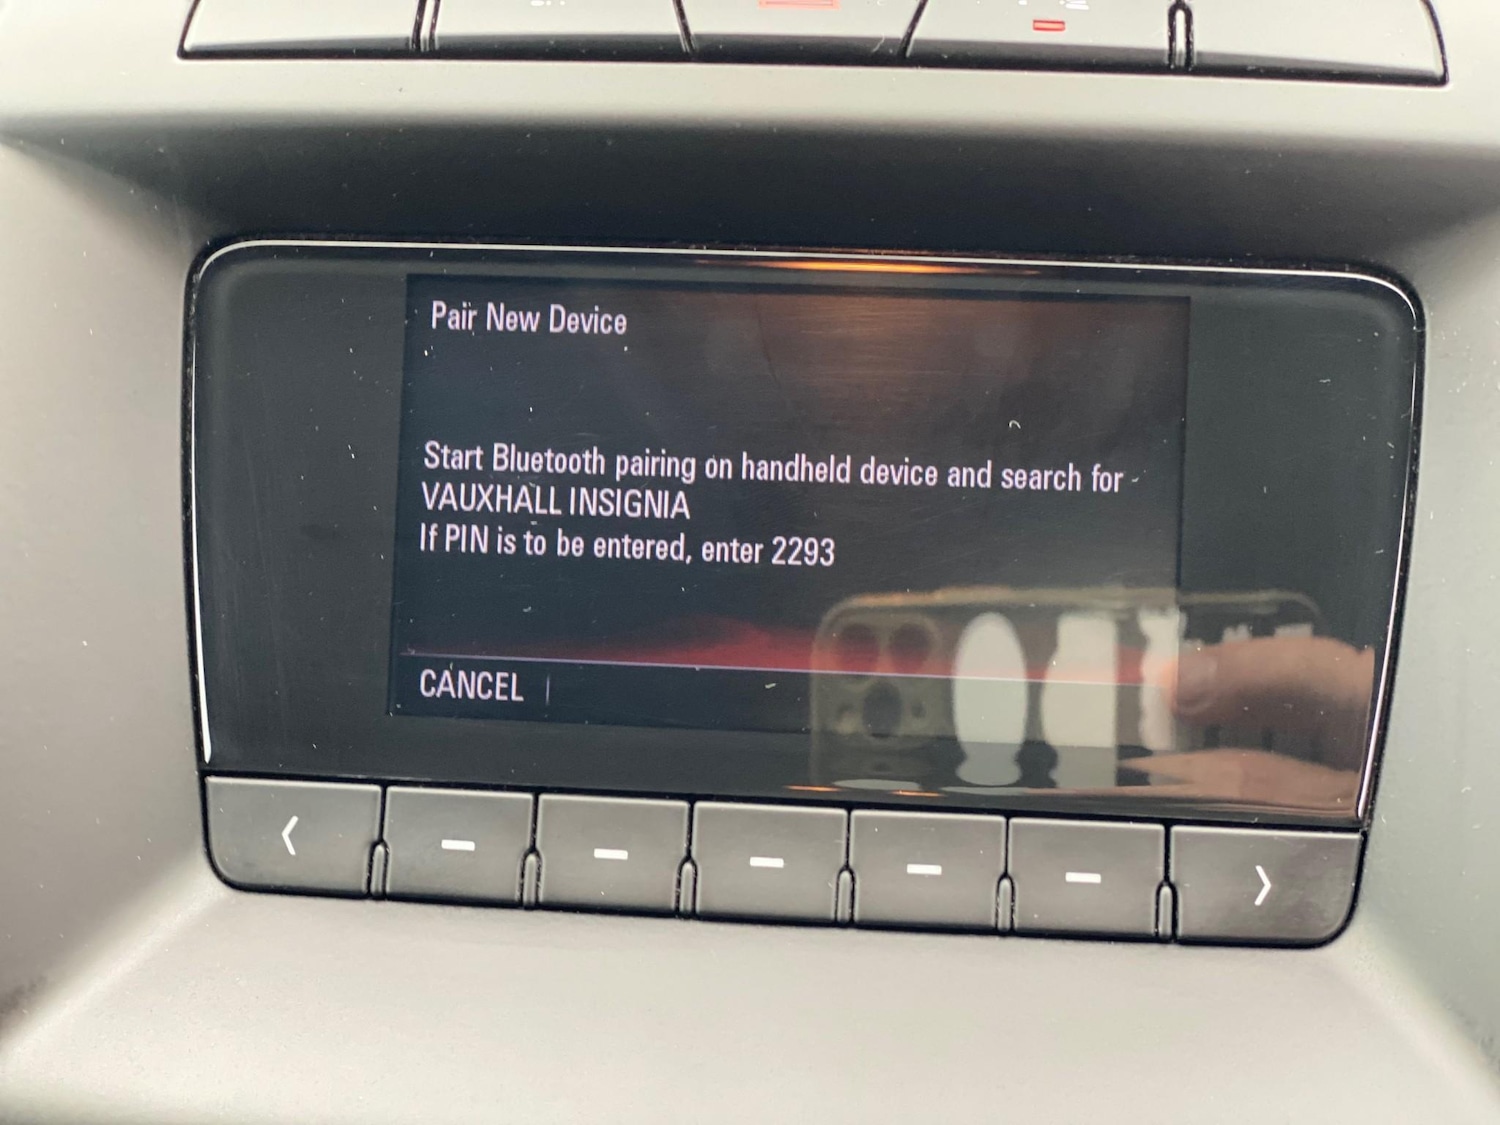 Pair New Device
Start Bluetooth pairing on handheld device and search for
VAUXHALL INSIGNIA
If PIN is to be entered, enter 2293
CANCEL